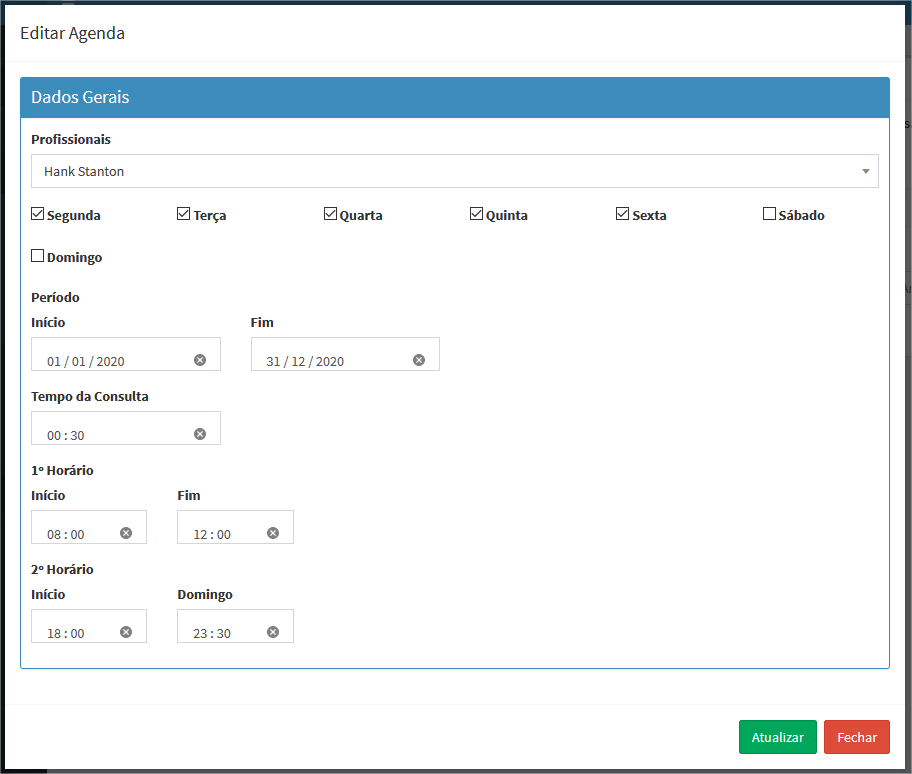 Editar Agenda
Dados Gerais
Profissionais
Hank Stanton
Segunda Terça Quarta Quinta Sexta Sábado
Domingo
Período
Início Fim
01 / 01 / 2020 31 / 12 / 2020
Tempo da Consulta
00 : 30
1º Horário
Início Fim
08 : 00 12 : 00
2º Horário
Início Domingo
18 : 00 23 : 30
Atualizar Fechar